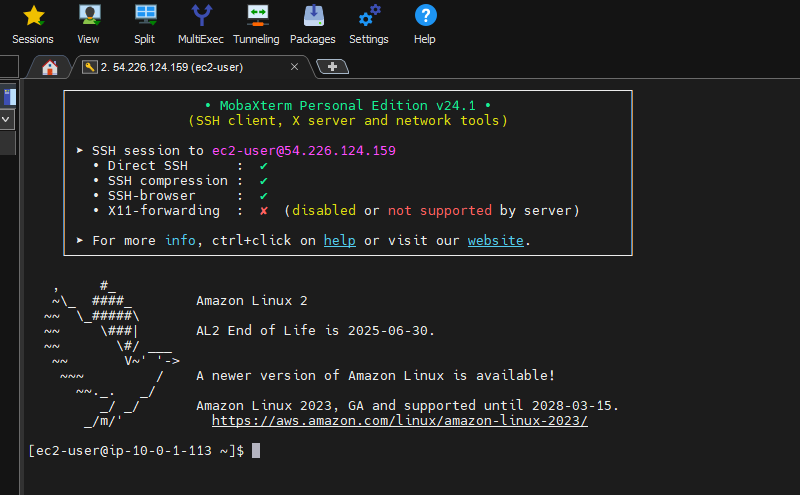 Sessions View Split MultiExec Tunneling Packages Settings Help
2. 54.226.124.159 (ec2-user)
• MobaXterm Personal Edition v24.1 •
(SSH client, X server and network tools)
➤ SSH session to ec2-user@54.226.124.159
• Direct SSH : ✔
• SSH compression : ✔
• SSH-browser : ✔
• X11-forwarding : ✘ (disabled or not supported by server)
➤ For more info, ctrl+click on help or visit our website.
      ,     #_
      ~\_  ####_        Amazon Linux 2
     ~~  \_#####\
     ~~     \###|       AL2 End of Life is 2025-06-30.
     ~~       \#/ ___
      ~~       V~' '->
       ~~~         /    A newer version of Amazon Linux is available!
         ~~._.   _/
            _/ _/       Amazon Linux 2023, GA and supported until 2028-03-15.
          _/m/'           https://aws.amazon.com/linux/amazon-linux-2023/
[ec2-user@ip-10-0-1-113 ~]$